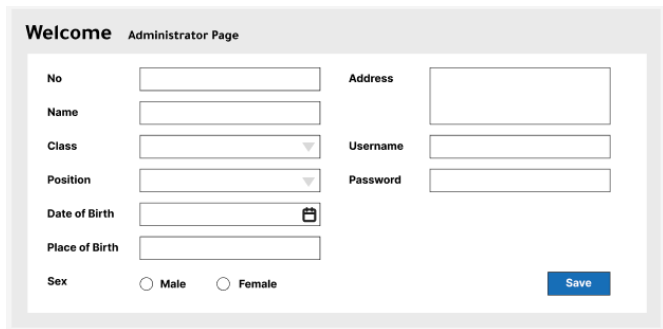 Welcome Administrator Page
No
Name
Class
Position
Date of Birth
Place of Birth
Sex Male Female
Address
Username
Password
Save